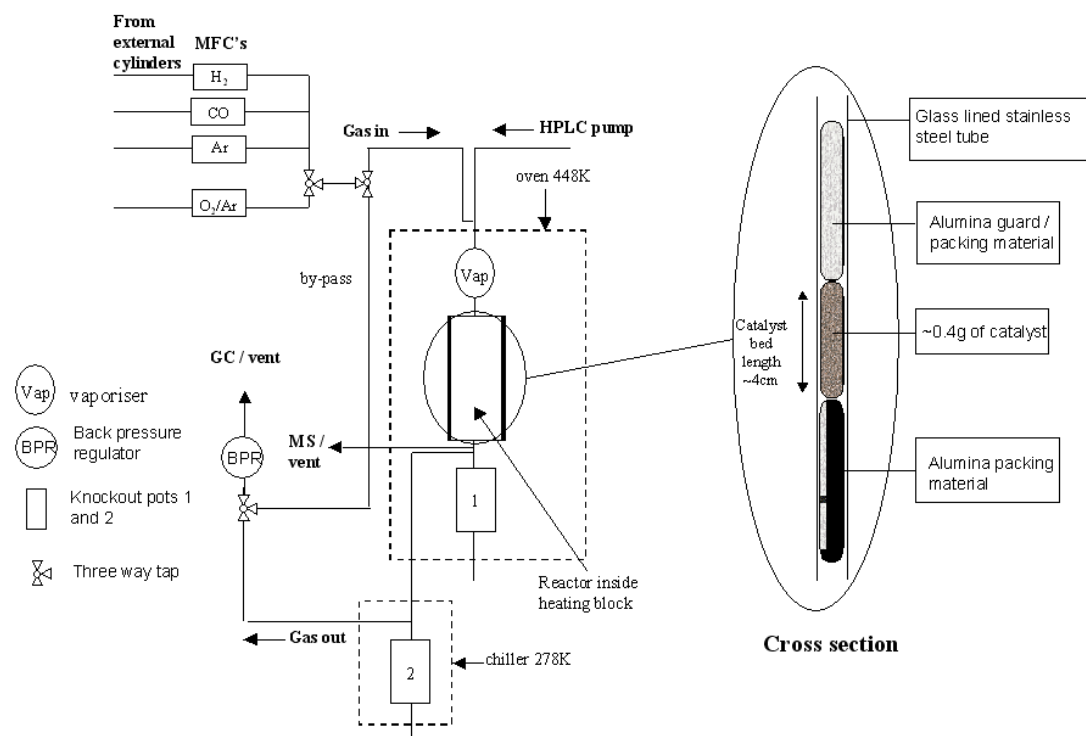 From
external
cylinders
MFC's
H2
CO
Ar
O2/Ar
Gas in
HPLC pump
oven 448K
by-pass
Vap
GC / vent
Vap
vaporiser
BPR
Back pressure
regulator
BPR
MS /
vent
Knockout pots 1
and 2
1
Three way tap
Reactor inside
heating block
Gas out
chiller 278K
2
Glass lined stainless
steel tube
Alumina guard /
packing material
Catalyst
bed
length
~4cm
~0.4g of catalyst
Alumina packing
material
Cross section